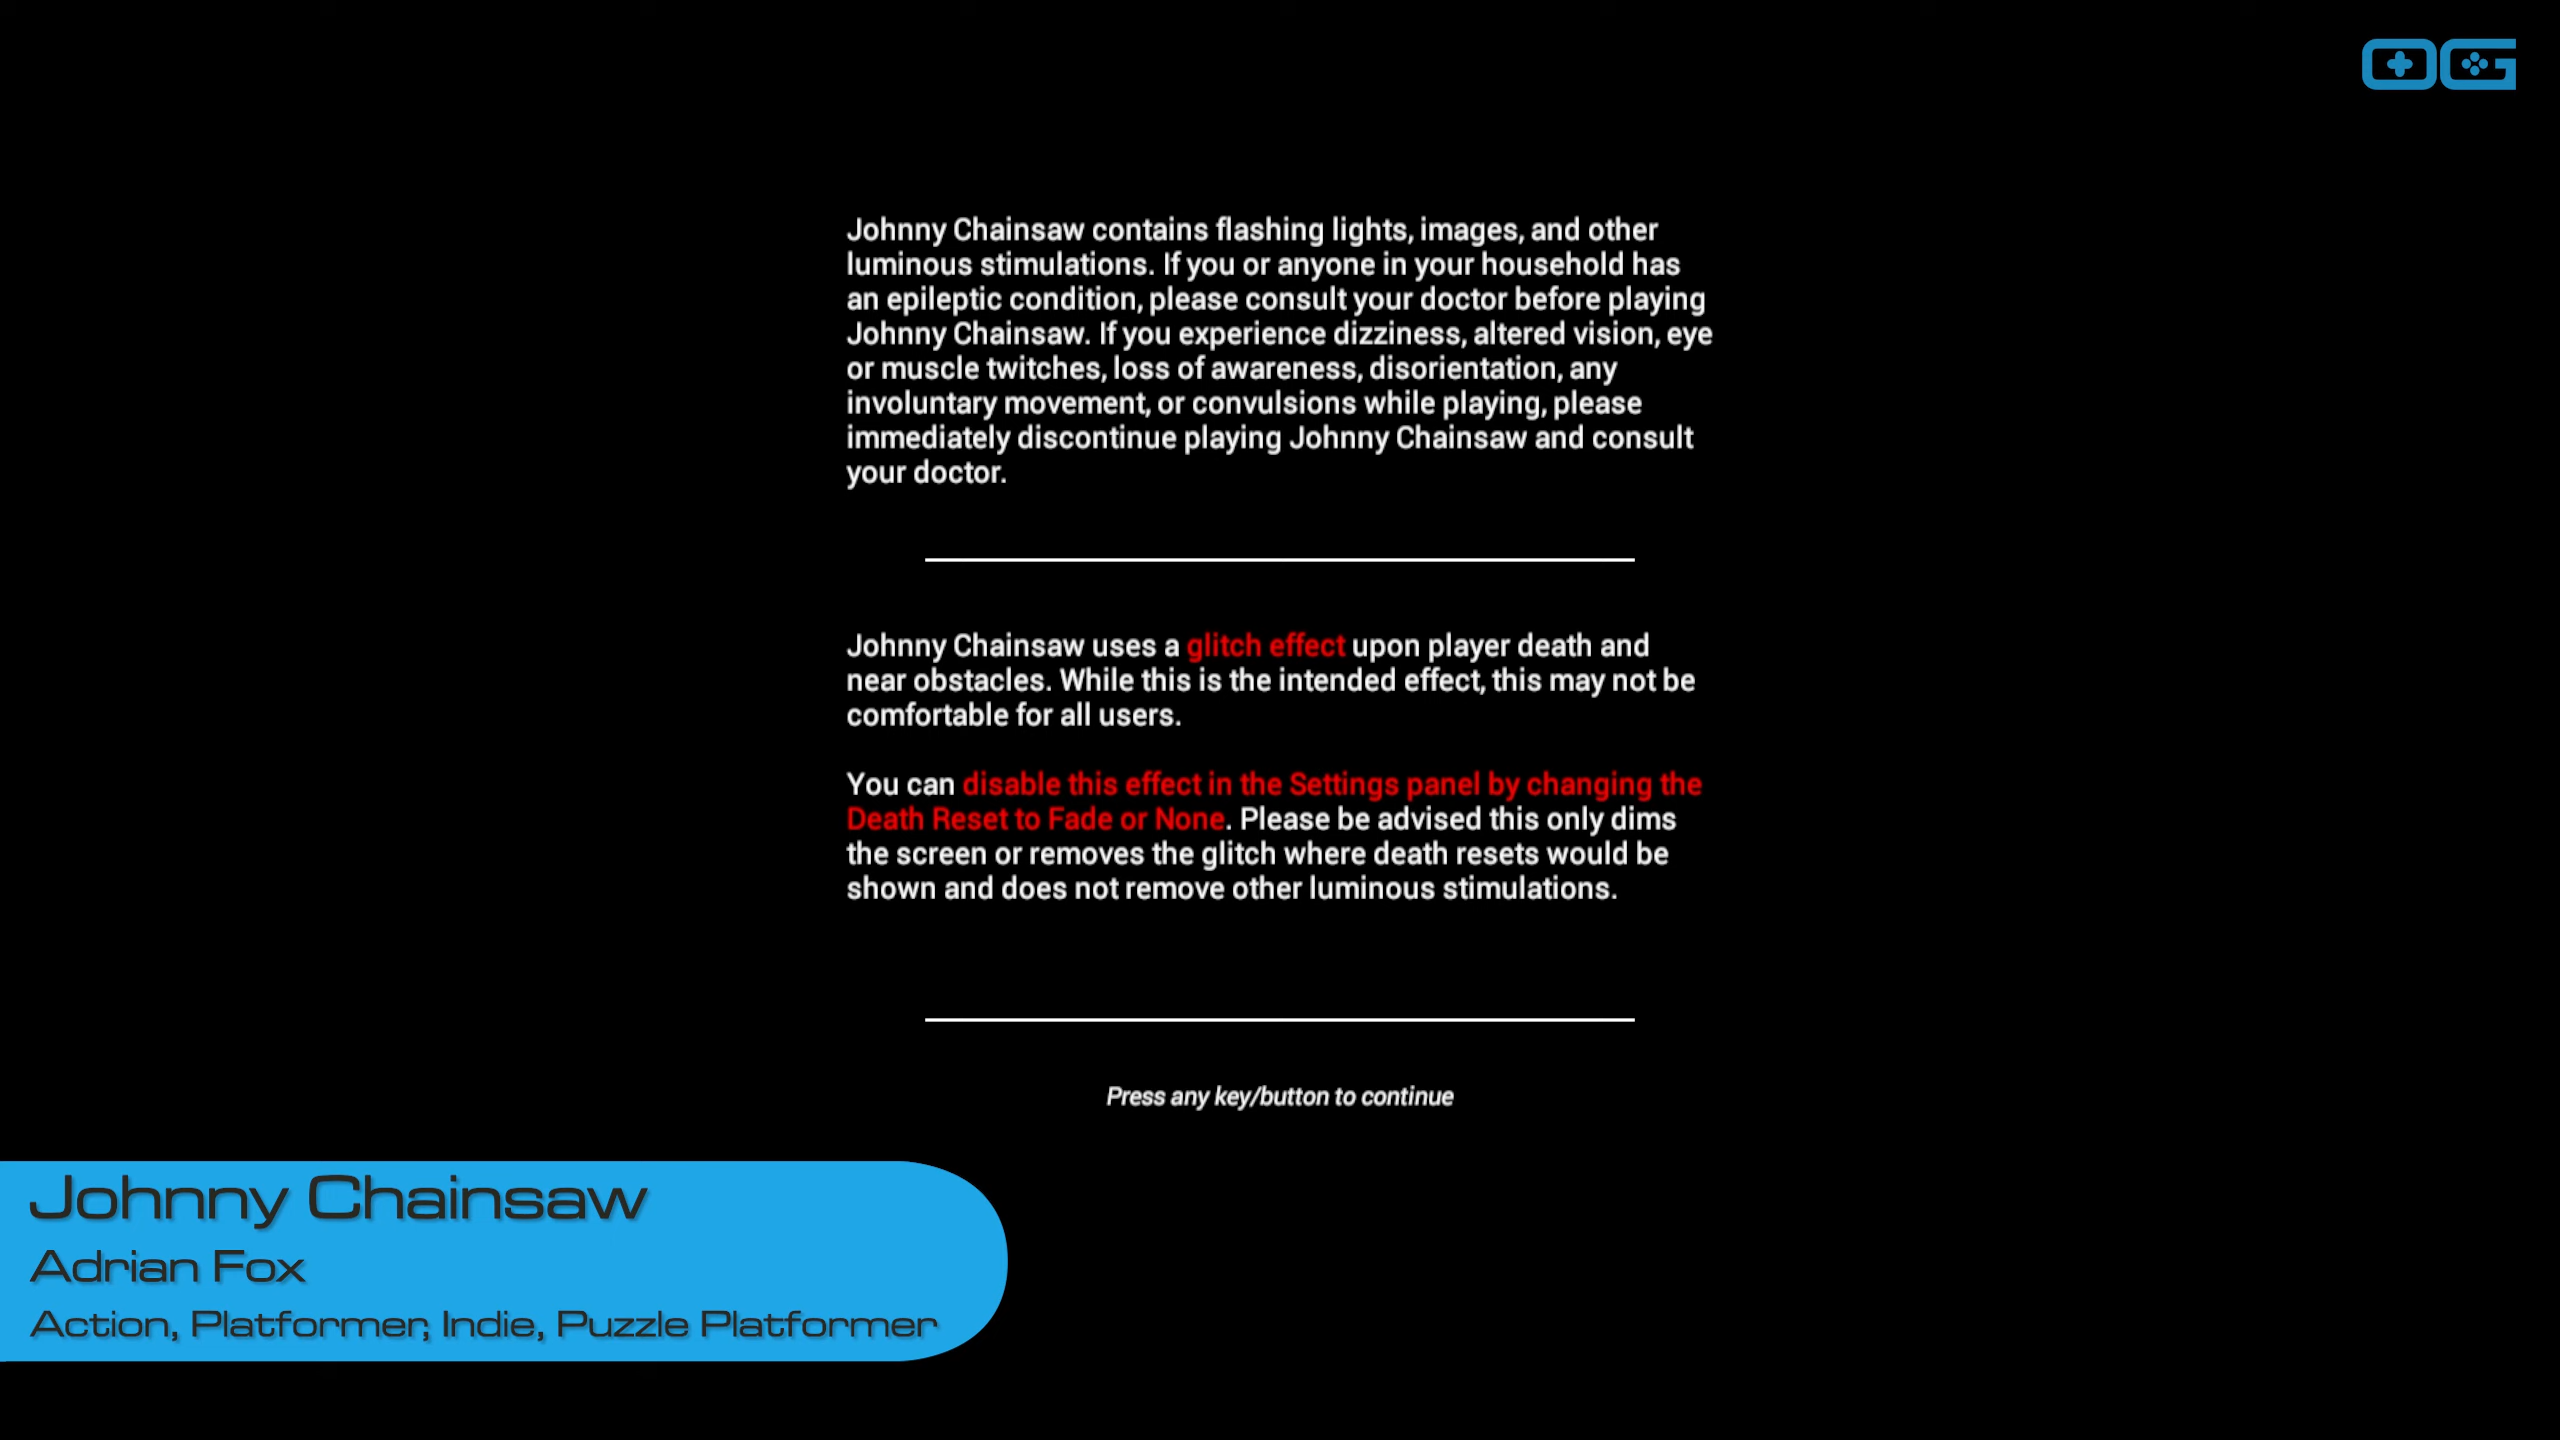 OG
Johnny Chainsaw contains flashing lights, images, and other
luminous stimulations. If you or anyone in your household has
an epileptic condition, please consult your doctor before playing
Johnny Chainsaw. If you experience dizziness, altered vision, eye
or muscle twitches, loss of awareness, disorientation, any
involuntary movement, or convulsions while playing, please
immediately discontinue playing Johnny Chainsaw and consult
your doctor.
Johnny Chainsaw uses a glitch effect upon player death and
near obstacles. While this is the intended effect, this may not be
comfortable for all users.
You can disable this effect in the Settings panel by changing the
Death Reset to Fade or None. Please be advised this only dims
the screen or removes the glitch where death resets would be
shown and does not remove other luminous stimulations.
Press any key/button to continue
Johnny Chainsaw
Adrian Fox
Action, Platformer, Indie, Puzzle Platformer